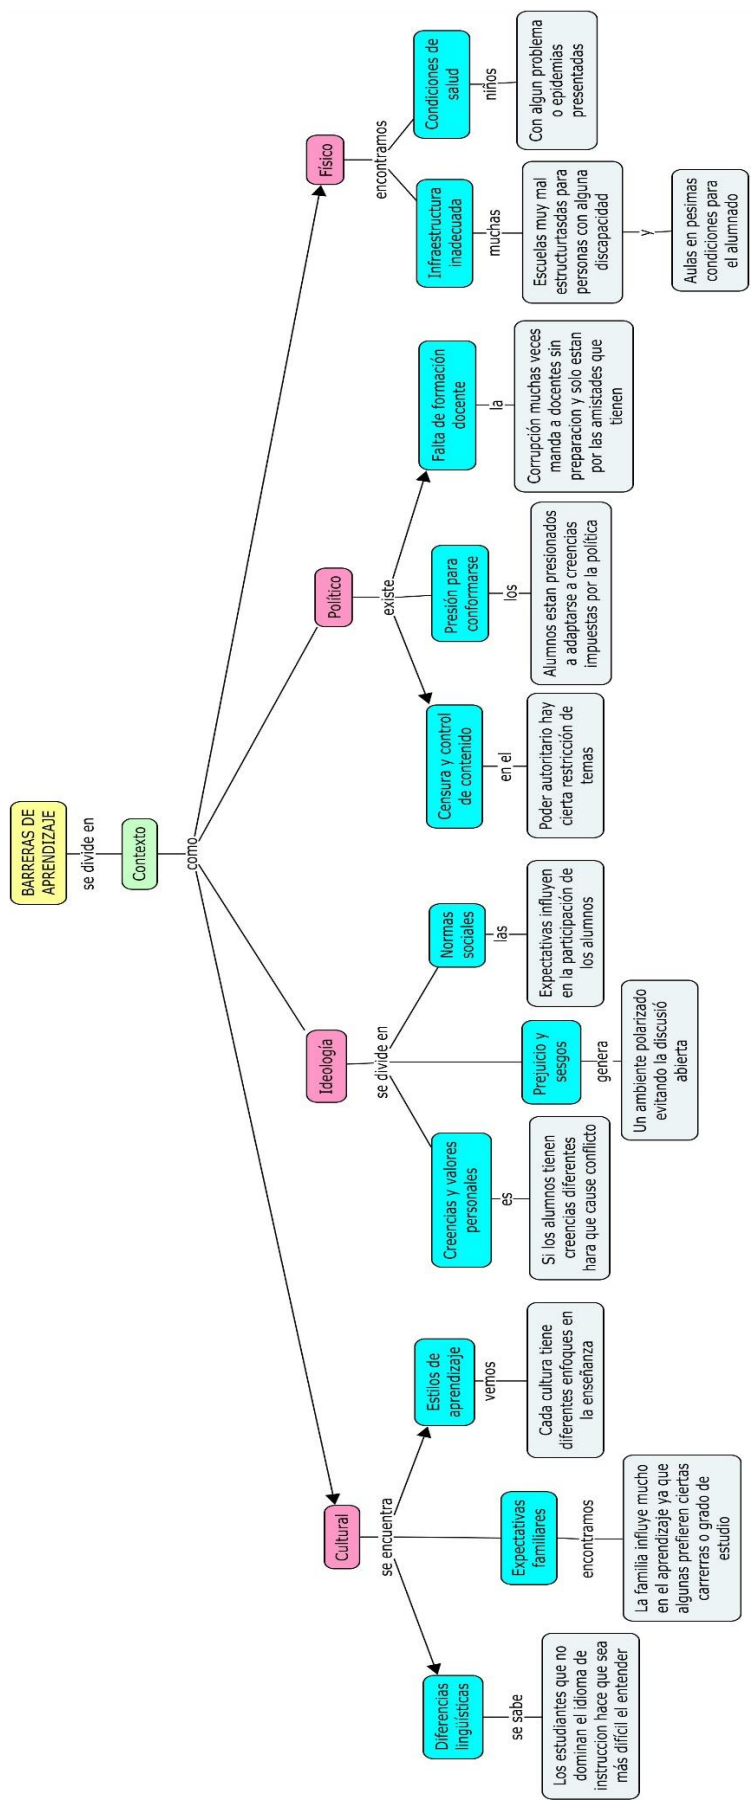 BARRERAS DE
APRENDIZAJE
se divide en
Contexto
como
Cultural
se encuentra
Diferencias
lingüísticas
se sabe
Los estudiantes que no
dominan el idioma de
instruccion hace que sea
más difícil el entender
Expectativas
familiares
encontramos
La familia influye mucho
en el aprendizaje ya que
algunas prefieren ciertas
carrerras o grado de
estudio
Estilos de
aprendizaje
vemos
Cada cultura tiene
diferentes enfoques en
la enseñanza
Ideología
se divide en
Creencias y valores
personales
es
Si los alumnos tienen
creencias diferentes
hara que cause conflicto
Prejuicio y
sesgos
genera
Un ambiente polarizado
evitando la discusió
abierta
Normas
sociales
las
Expectativas influyen
en la participación de
los alumnos
Político
existe
Censura y control
de contenido
en el
Poder autoritario hay
cierta restricción de
temas
Presión para
conformarse
los
Alumnos estan presionados
a adaptarse a creencias
impuestas por la política
Falta de formación
docente
la
Corrupción muchas veces
manda a docentes sin
preparacion y solo estan
por las amistades que
tienen
Físico
encontramos
Infraestructura
inadecuada
muchas
Escuelas muy mal
estructurtasdas para
personas con alguna
discapacidad
y
Aulas en pesimas
condiciones para
el alumnado
Condiciones de
salud
niños
Con algun problema
o epidemias
presentadas